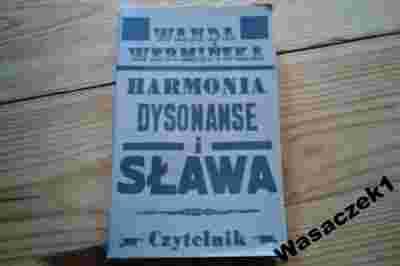 WANDA
WERMIŃSKA
HARMONIA
DYSONANSE
i
SŁAWA
Czytelnik
Wasaczek1